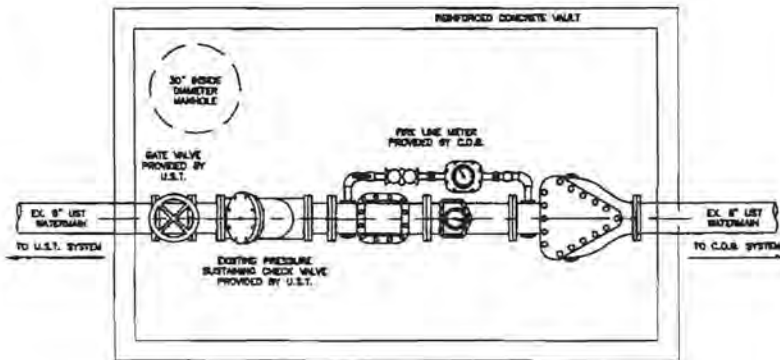 REINFORCED CONCRETE VAULT
30" INSIDE
DIAMETER
MANHOLE
FIRE LINE METER
PROVIDED BY C.O.B.
GATE VALVE
PROVIDED BY
U.S.T.
EX. 8" UST
WATERMAIN
EX. 8" UST
WATERMAIN
TO U.S.T. SYSTEM
TO C.O.B. SYSTEM
EXISTING PRESSURE
SUSTAINING CHECK VALVE
PROVIDED BY U.S.T.